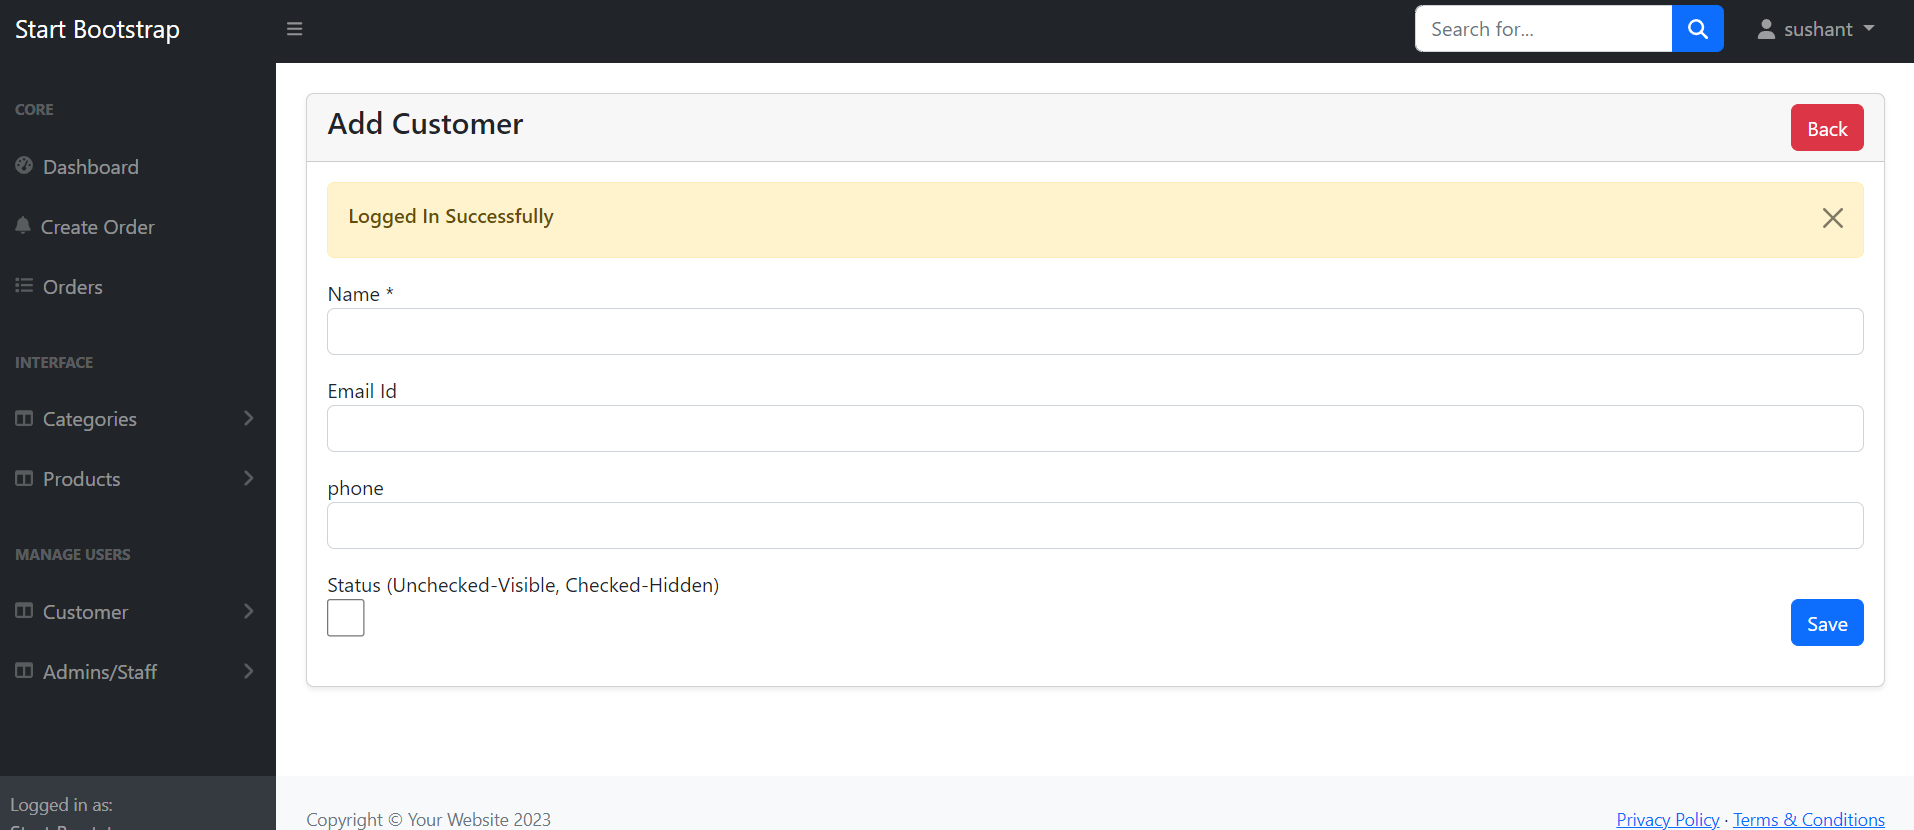 Start Bootstrap
Search for...
sushant
CORE
Dashboard
Create Order
Orders
INTERFACE
Categories
Products
MANAGE USERS
Customer
Admins/Staff
Logged in as:
Add Customer
Back
Logged In Successfully
Name *
Email Id
phone
Status (Unchecked-Visible, Checked-Hidden)
Save
Copyright © Your Website 2023
Privacy Policy · Terms & Conditions